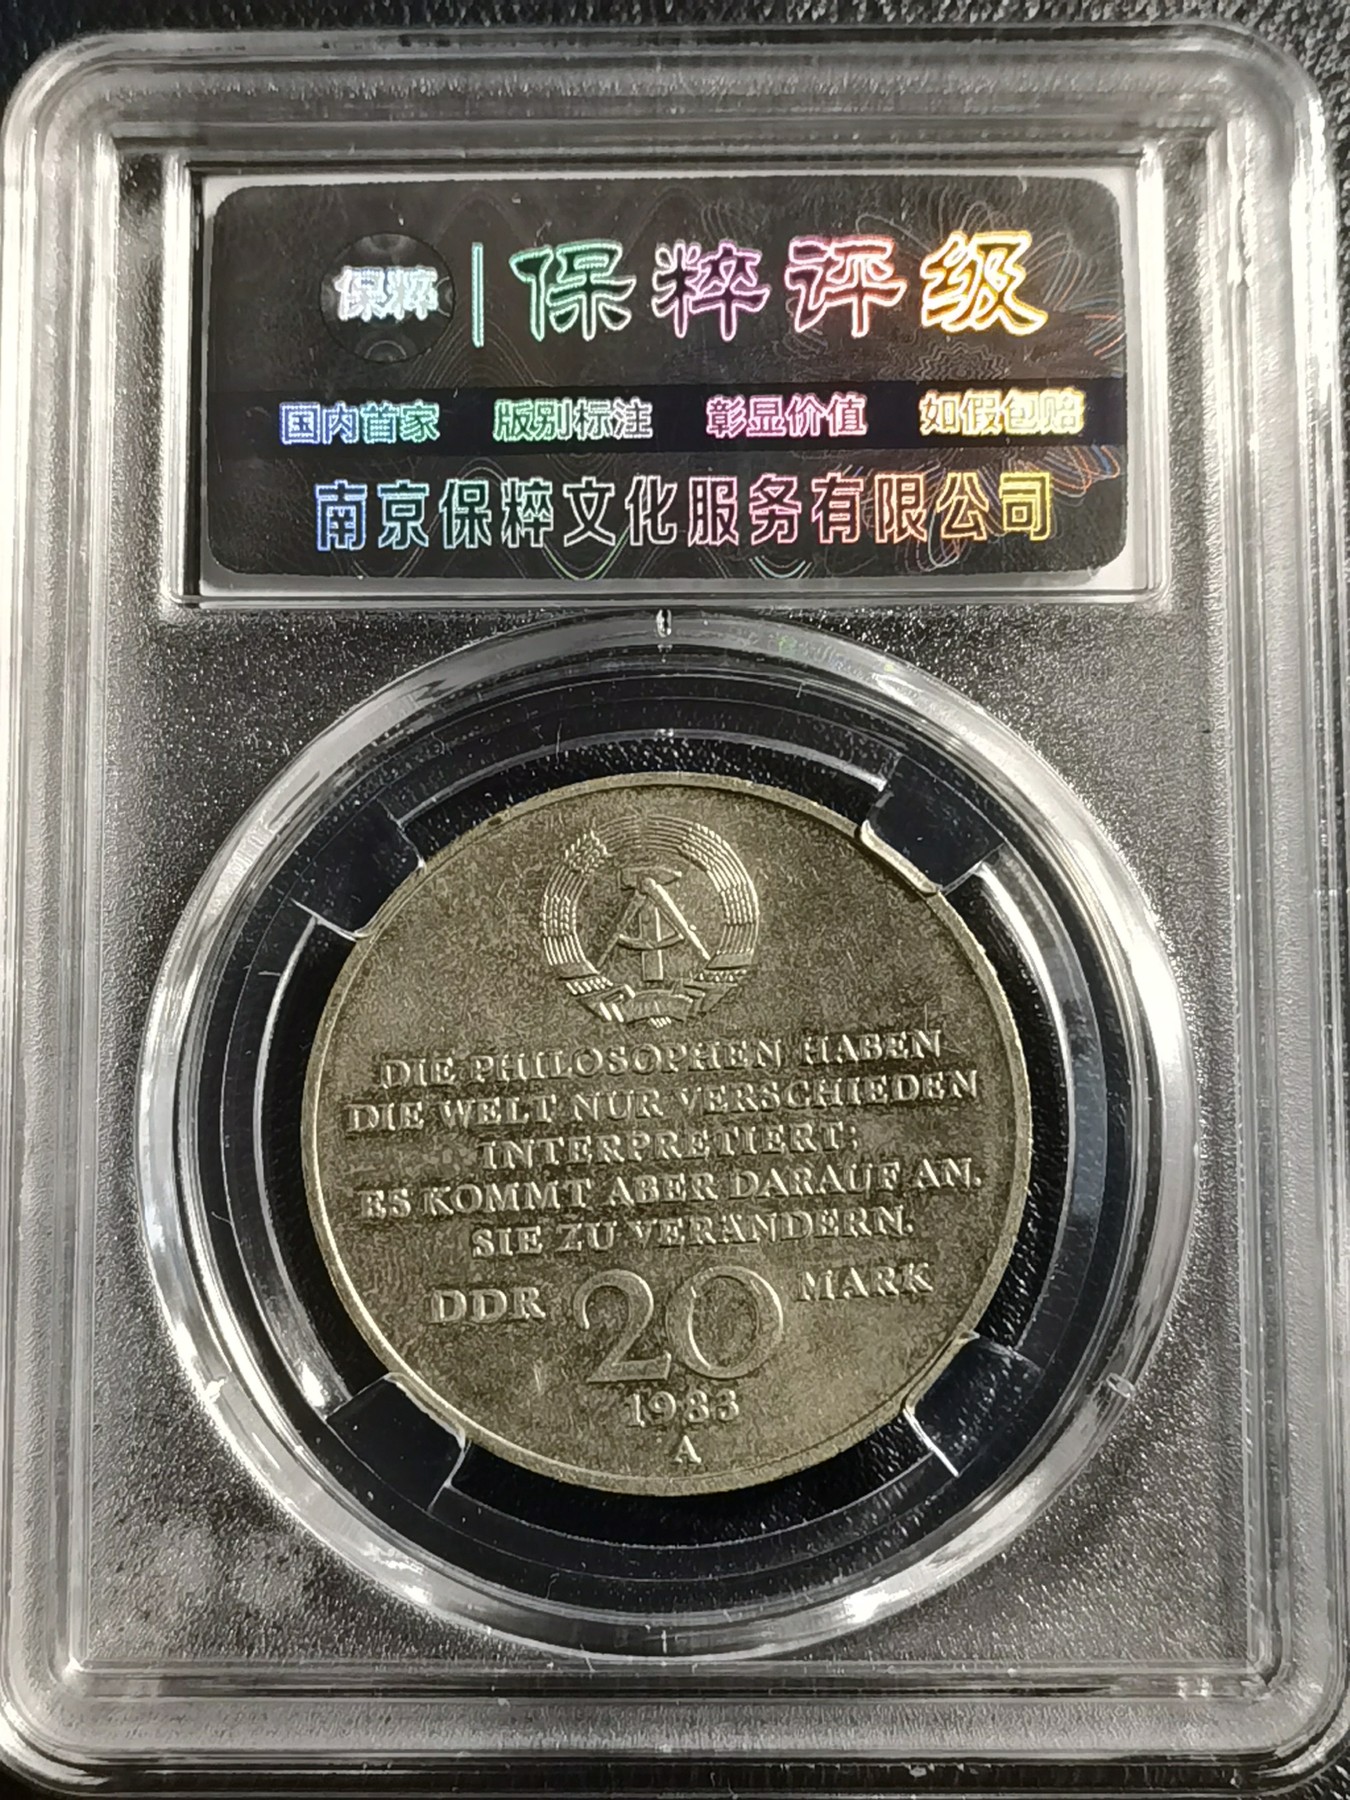 保粹 | 保粹评级
国内首家 版别标注 彰显价值 如假包赔
南京保粹文化服务有限公司
DIE PHILOSOPHEN HABEN
DIE WELT NUR VERSCHIEDEN
INTERPRETIERT;
ES KOMMT ABER DARAUF AN,
SIE ZU VERÄNDERN.
DDR 20 MARK
1983
A